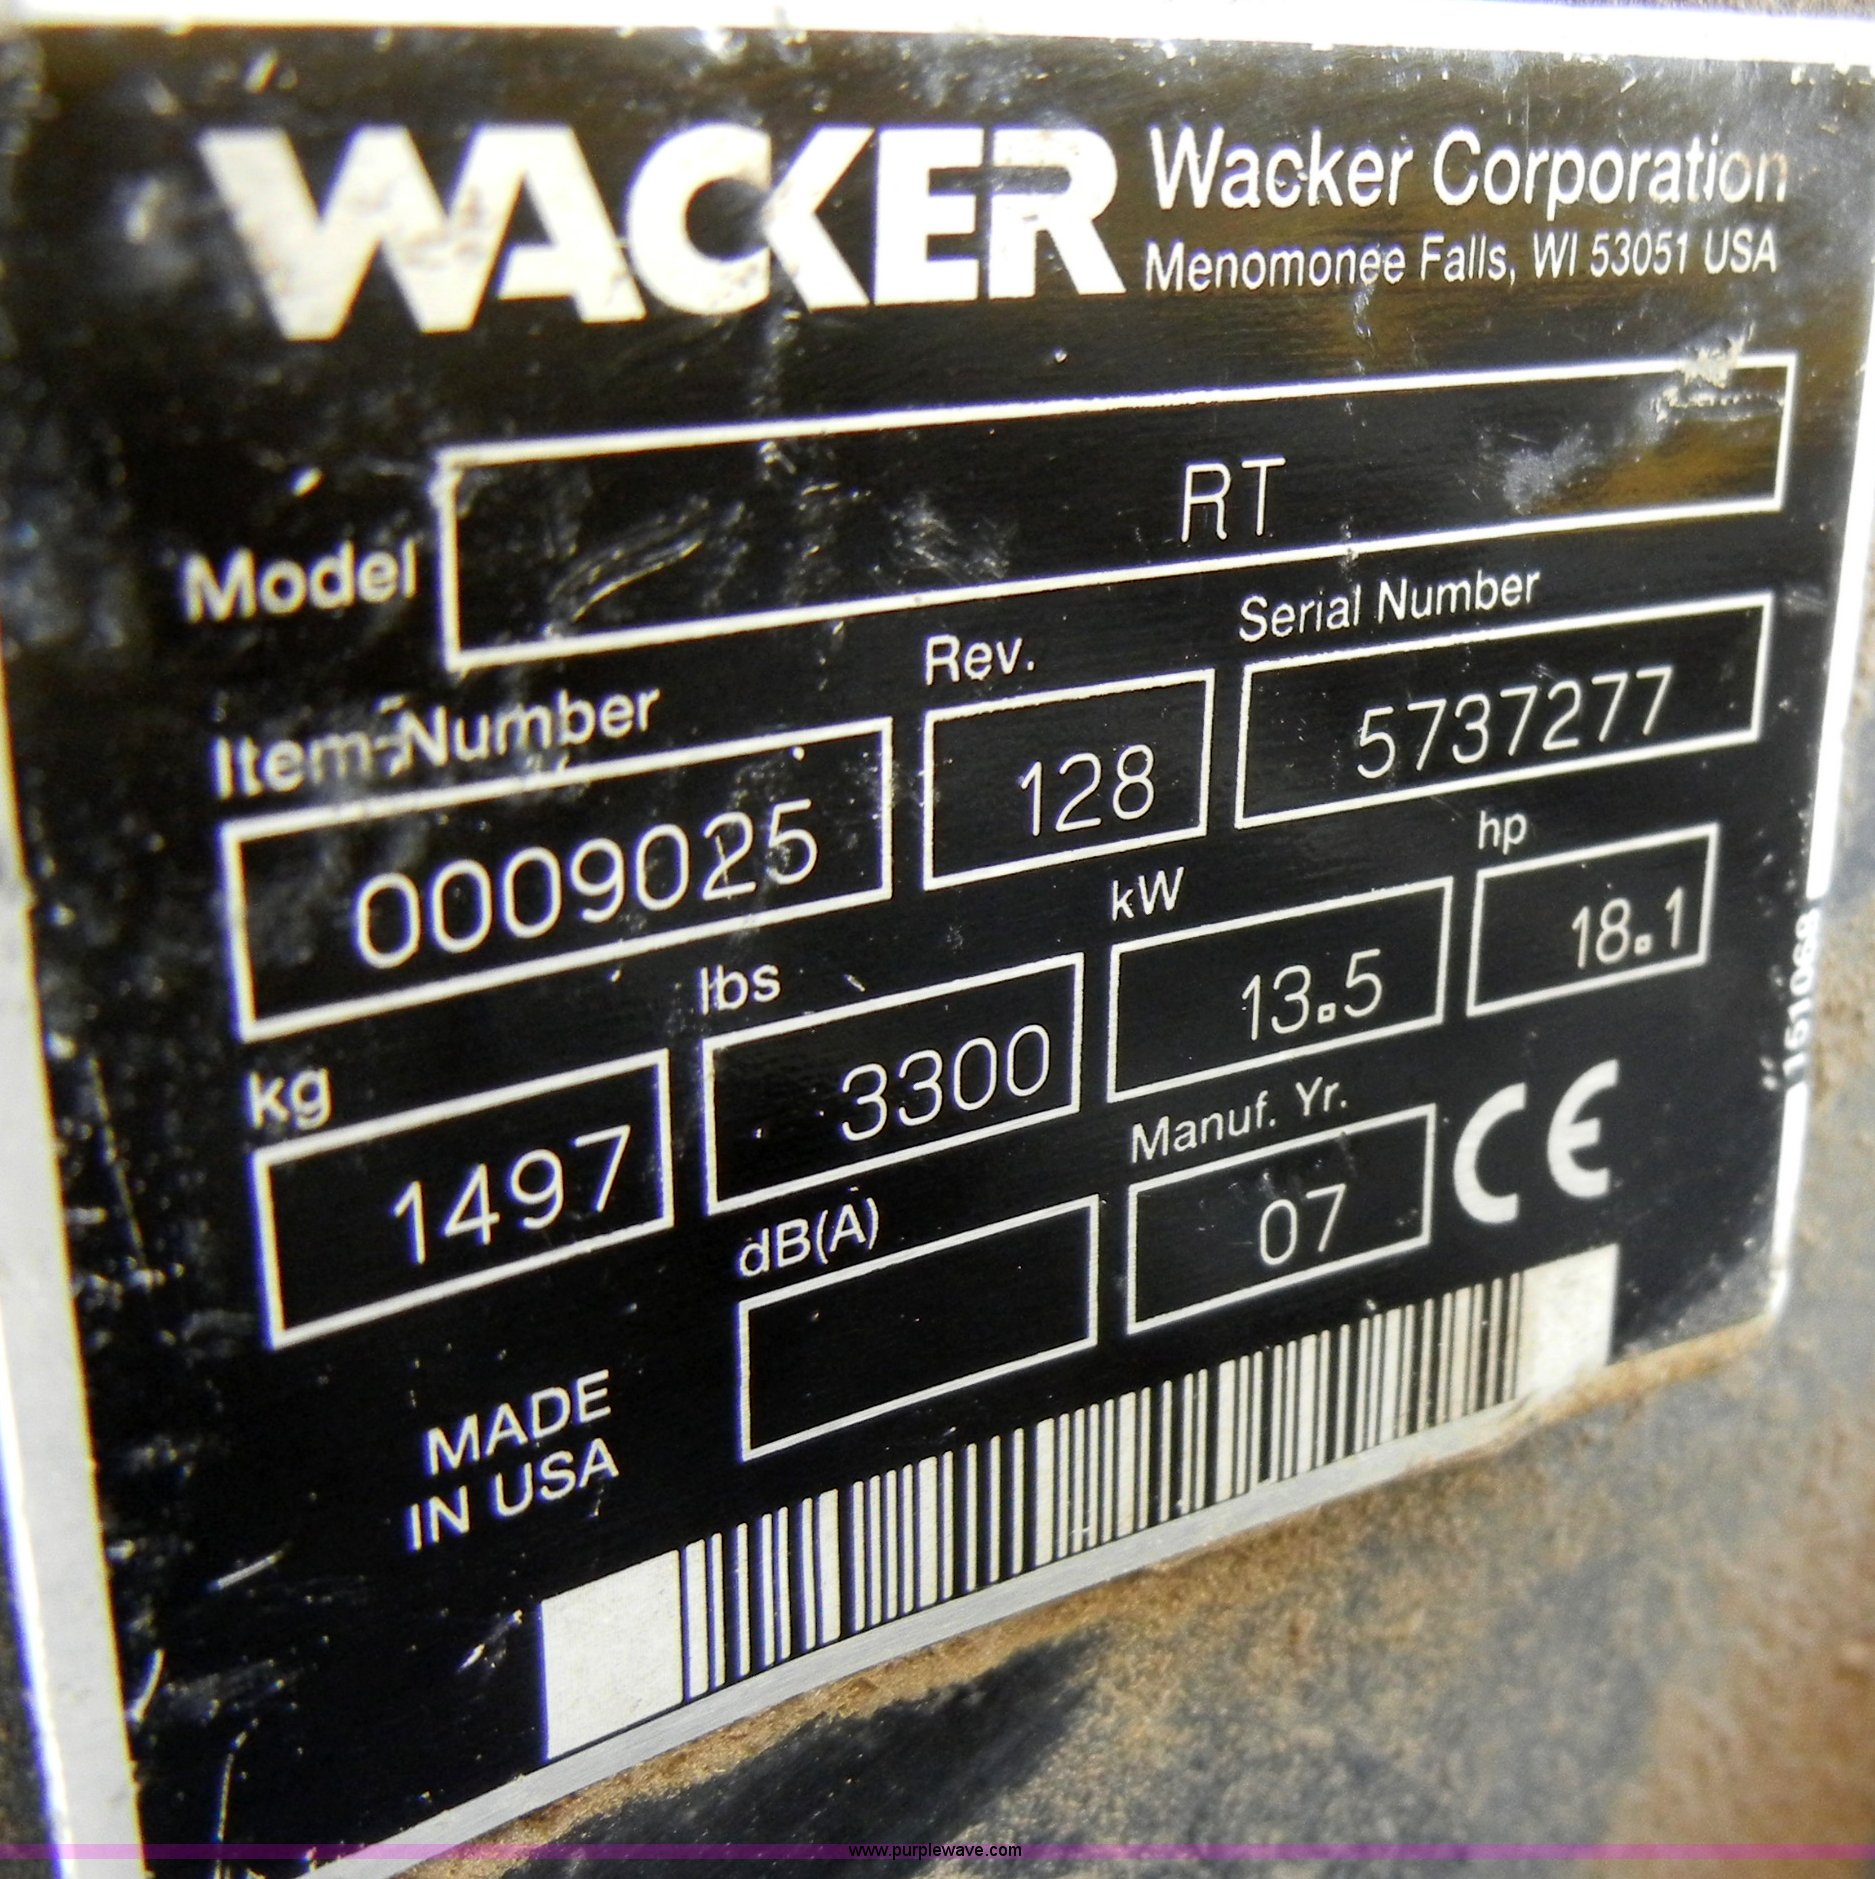 WACKER
Wacker Corporation
Menomonee Falls, WI 53051 USA
Model RT
Item-Number Rev. Serial Number
0009025 128 5737277
kg lbs kW hp
1497 3300 13.5 18.1
dB(A) Manuf. Yr.
07 CE
MADE
IN USA
151068
www.purplewave.com